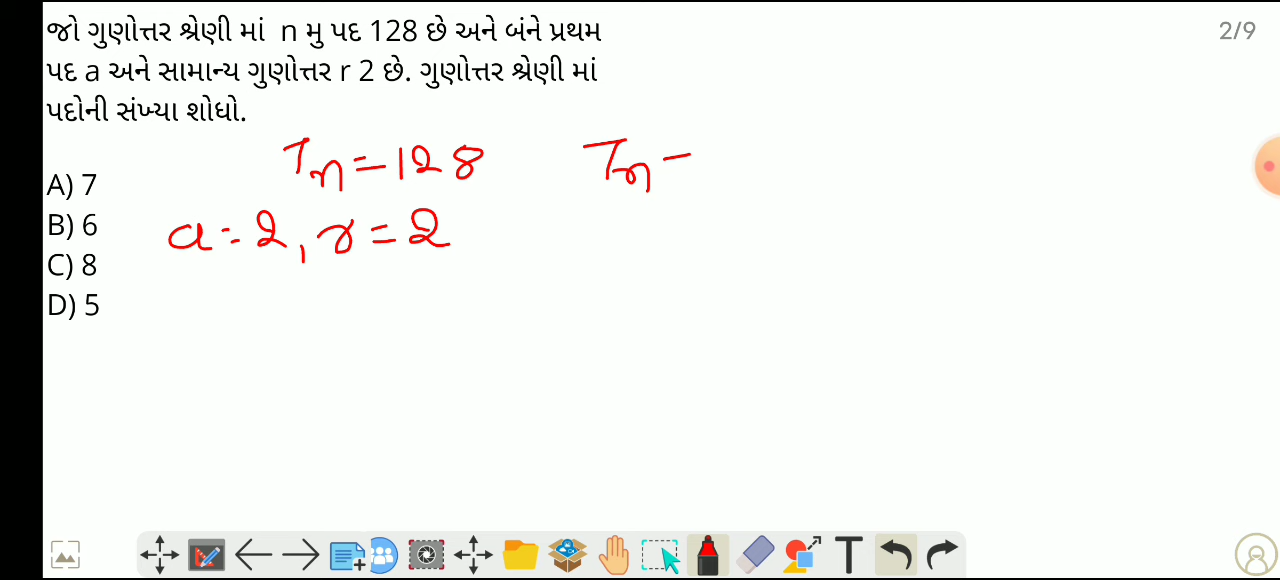 જો ગુણોત્તર શ્રેણી માં n મુ પદ 128 છે અને બંને પ્રથમ
પદ a અને સામાન્ય ગુણોત્તર r 2 છે. ગુણોત્તર શ્રેણી માં
પદોની સંખ્યા શોધો.
2/9
Tn = 128 Tn –
A) 7
a = 2, r = 2
B) 6
C) 8
D) 5
T